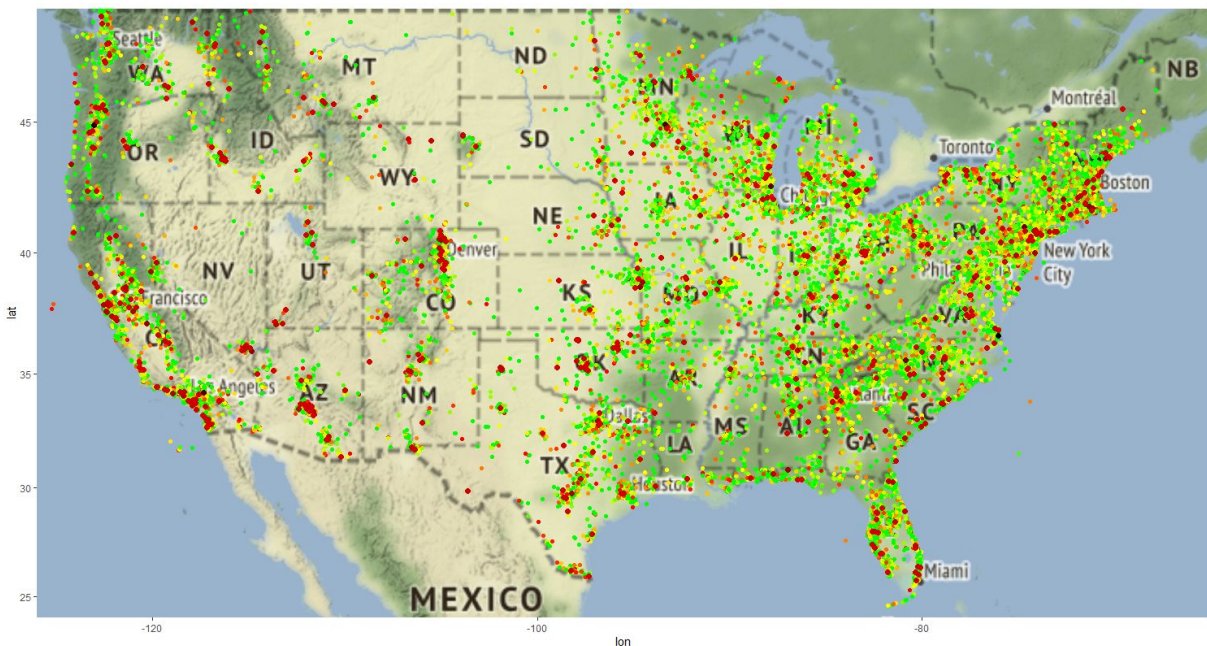 Seattle
WA
MT
ND
NB
MN
Montréal
45
OR
ID
SD
WI
MI
Toronto
WY
IA
NY
Boston
NE
40
Denver
NV
UT
IL
PA
New York
City
CO
KS
MO
Francisco
CA
KY
VA
lat
35
Los Angeles
AZ
NM
OK
AR
TN
SC
Dallas
MS
AL
GA
LA
TX
30
Houston
Miami
25
MEXICO
-120
-100
-80
lon